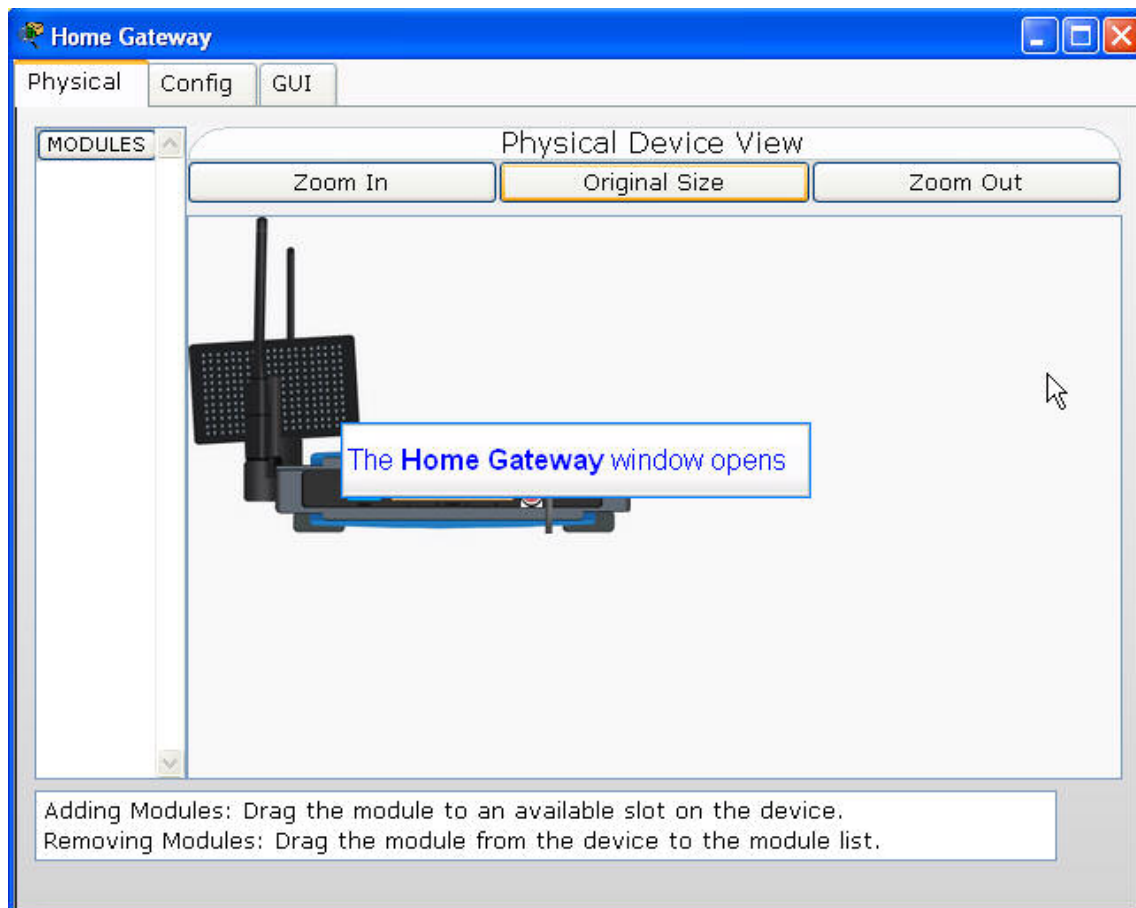 Home Gateway
Physical Config GUI
MODULES
Physical Device View
Zoom In Original Size Zoom Out
The Home Gateway window opens
Adding Modules: Drag the module to an available slot on the device.
Removing Modules: Drag the module from the device to the module list.